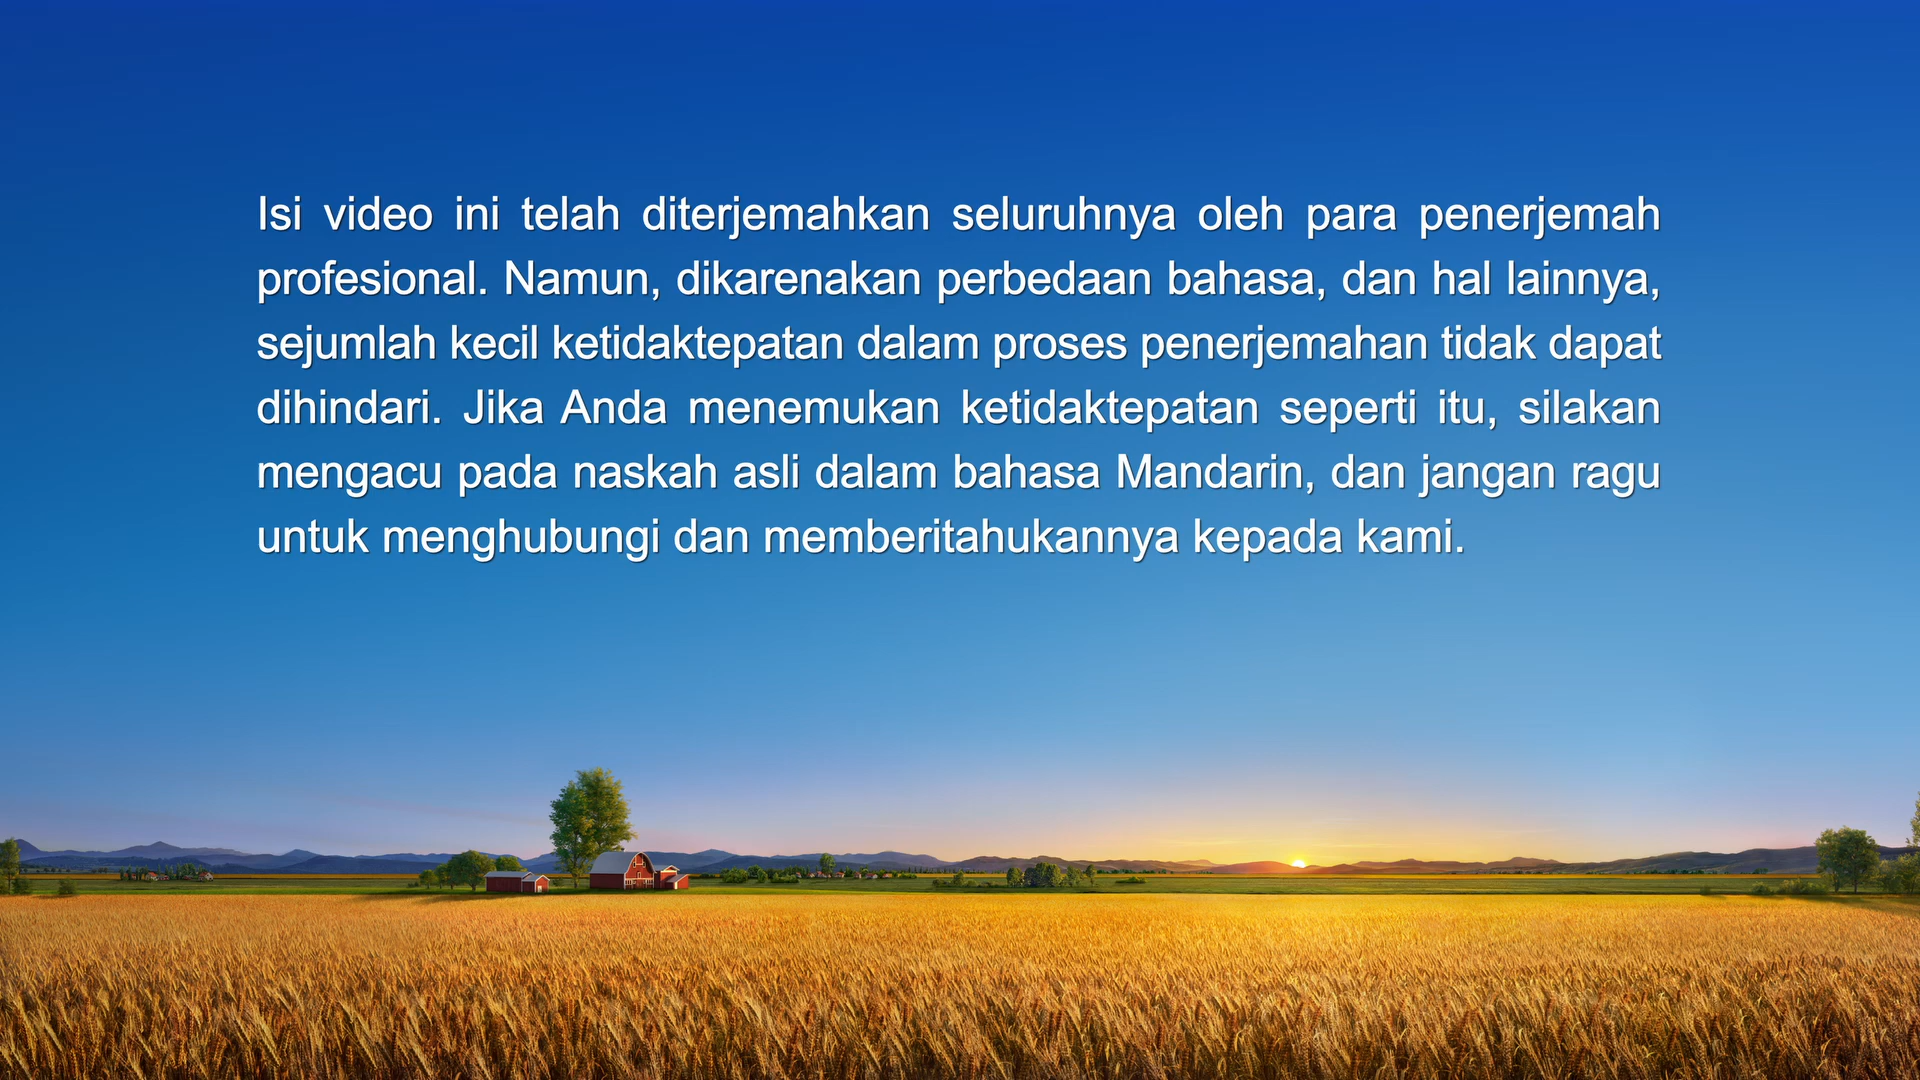 Isi video ini telah diterjemahkan seluruhnya oleh para penerjemah
profesional. Namun, dikarenakan perbedaan bahasa, dan hal lainnya,
sejumlah kecil ketidaktepatan dalam proses penerjemahan tidak dapat
dihindari. Jika Anda menemukan ketidaktepatan seperti itu, silakan
mengacu pada naskah asli dalam bahasa Mandarin, dan jangan ragu
untuk menghubungi dan memberitahukannya kepada kami.